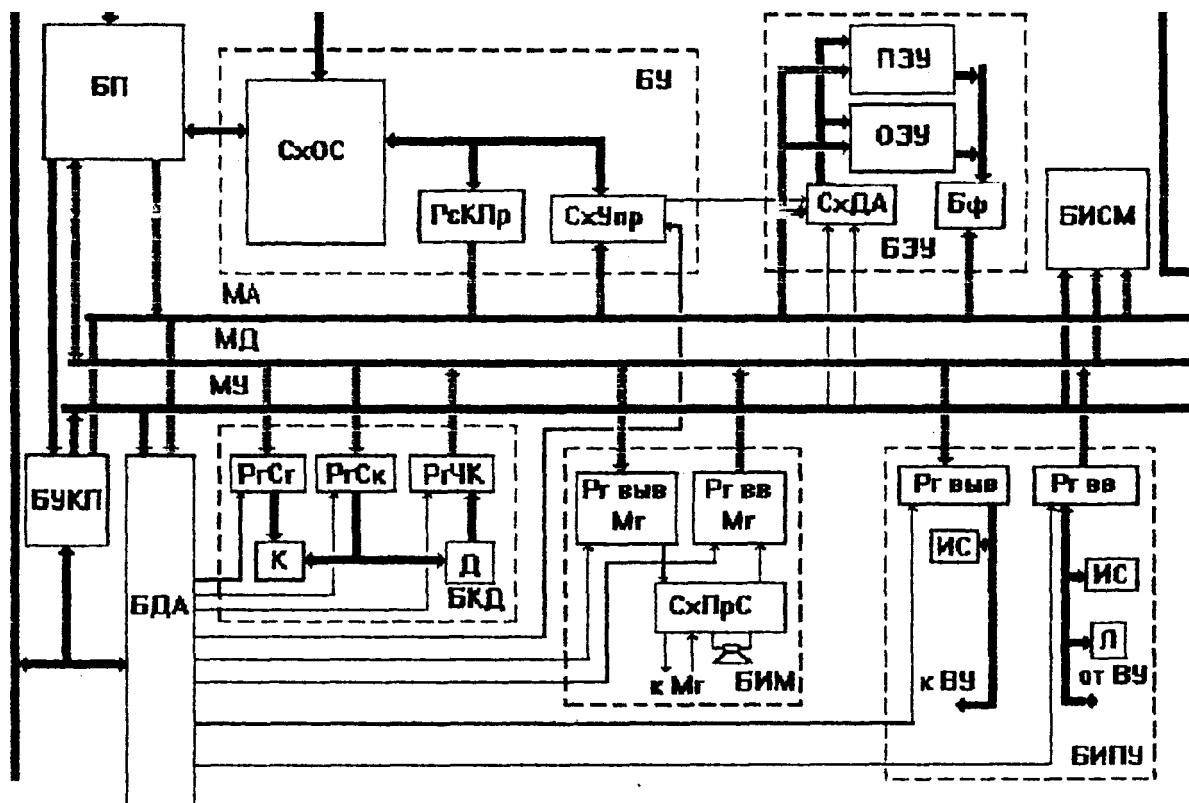 БП
СхОС
БУ
РсКПр
СхУпр
ПЗУ
ОЗУ
СхДА
Бф
БЗУ
БИСМ
МА
МД
МУ
БУКП
БДА
РгСг
РгСк
РгЧК
К
Д
БКД
Рг выв
Мг
Рг вв
Мг
СхПрС
к Мг
БИМ
Рг выв
Рг вв
ИС
ИС
Л
к ВУ
от ВУ
БИПУ